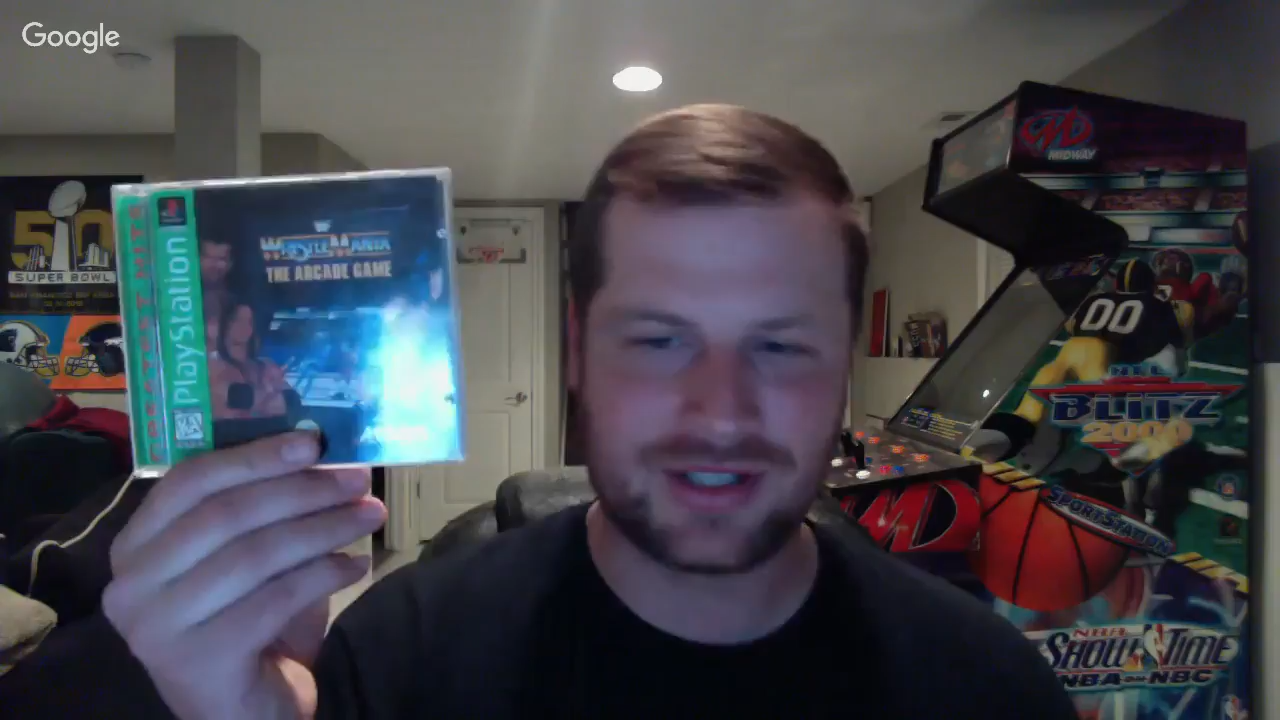 Google
50
SUPER BOWL
GREATEST HITS
PlayStation
WRESTLEMANIA
THE ARCADE GAME
MIDWAY
00
NFL
BLITZ
2000
SPORTSTATION
NBA
SHOWTIME
NBA ON NBC